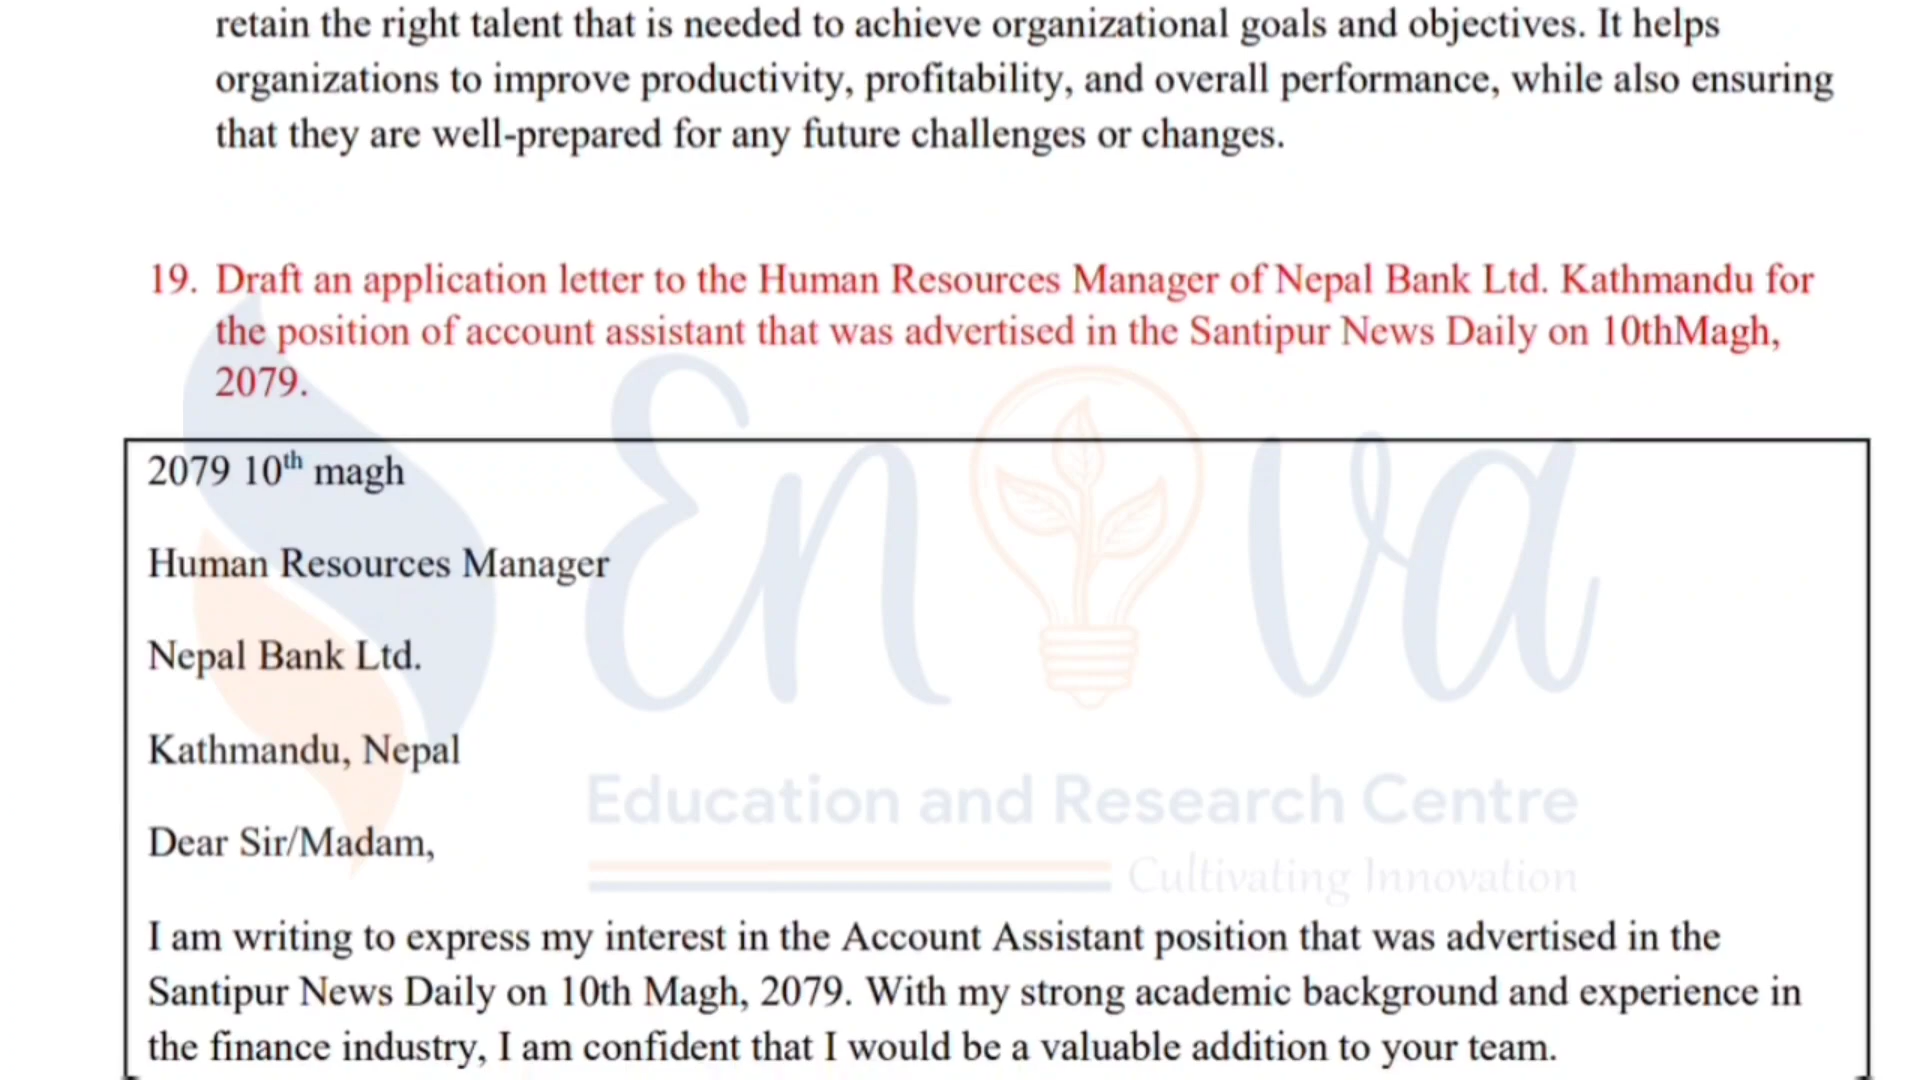 retain the right talent that is needed to achieve organizational goals and objectives. It helps
organizations to improve productivity, profitability, and overall performance, while also ensuring
that they are well-prepared for any future challenges or changes.
19. Draft an application letter to the Human Resources Manager of Nepal Bank Ltd. Kathmandu for
the position of account assistant that was advertised in the Santipur News Daily on 10thMagh,
2079.
2079 10th magh
Human Resources Manager
Nepal Bank Ltd.
Kathmandu, Nepal
Dear Sir/Madam,
I am writing to express my interest in the Account Assistant position that was advertised in the
Santipur News Daily on 10th Magh, 2079. With my strong academic background and experience in
the finance industry, I am confident that I would be a valuable addition to your team.
Enova
Education and Research Centre
Cultivating Innovation